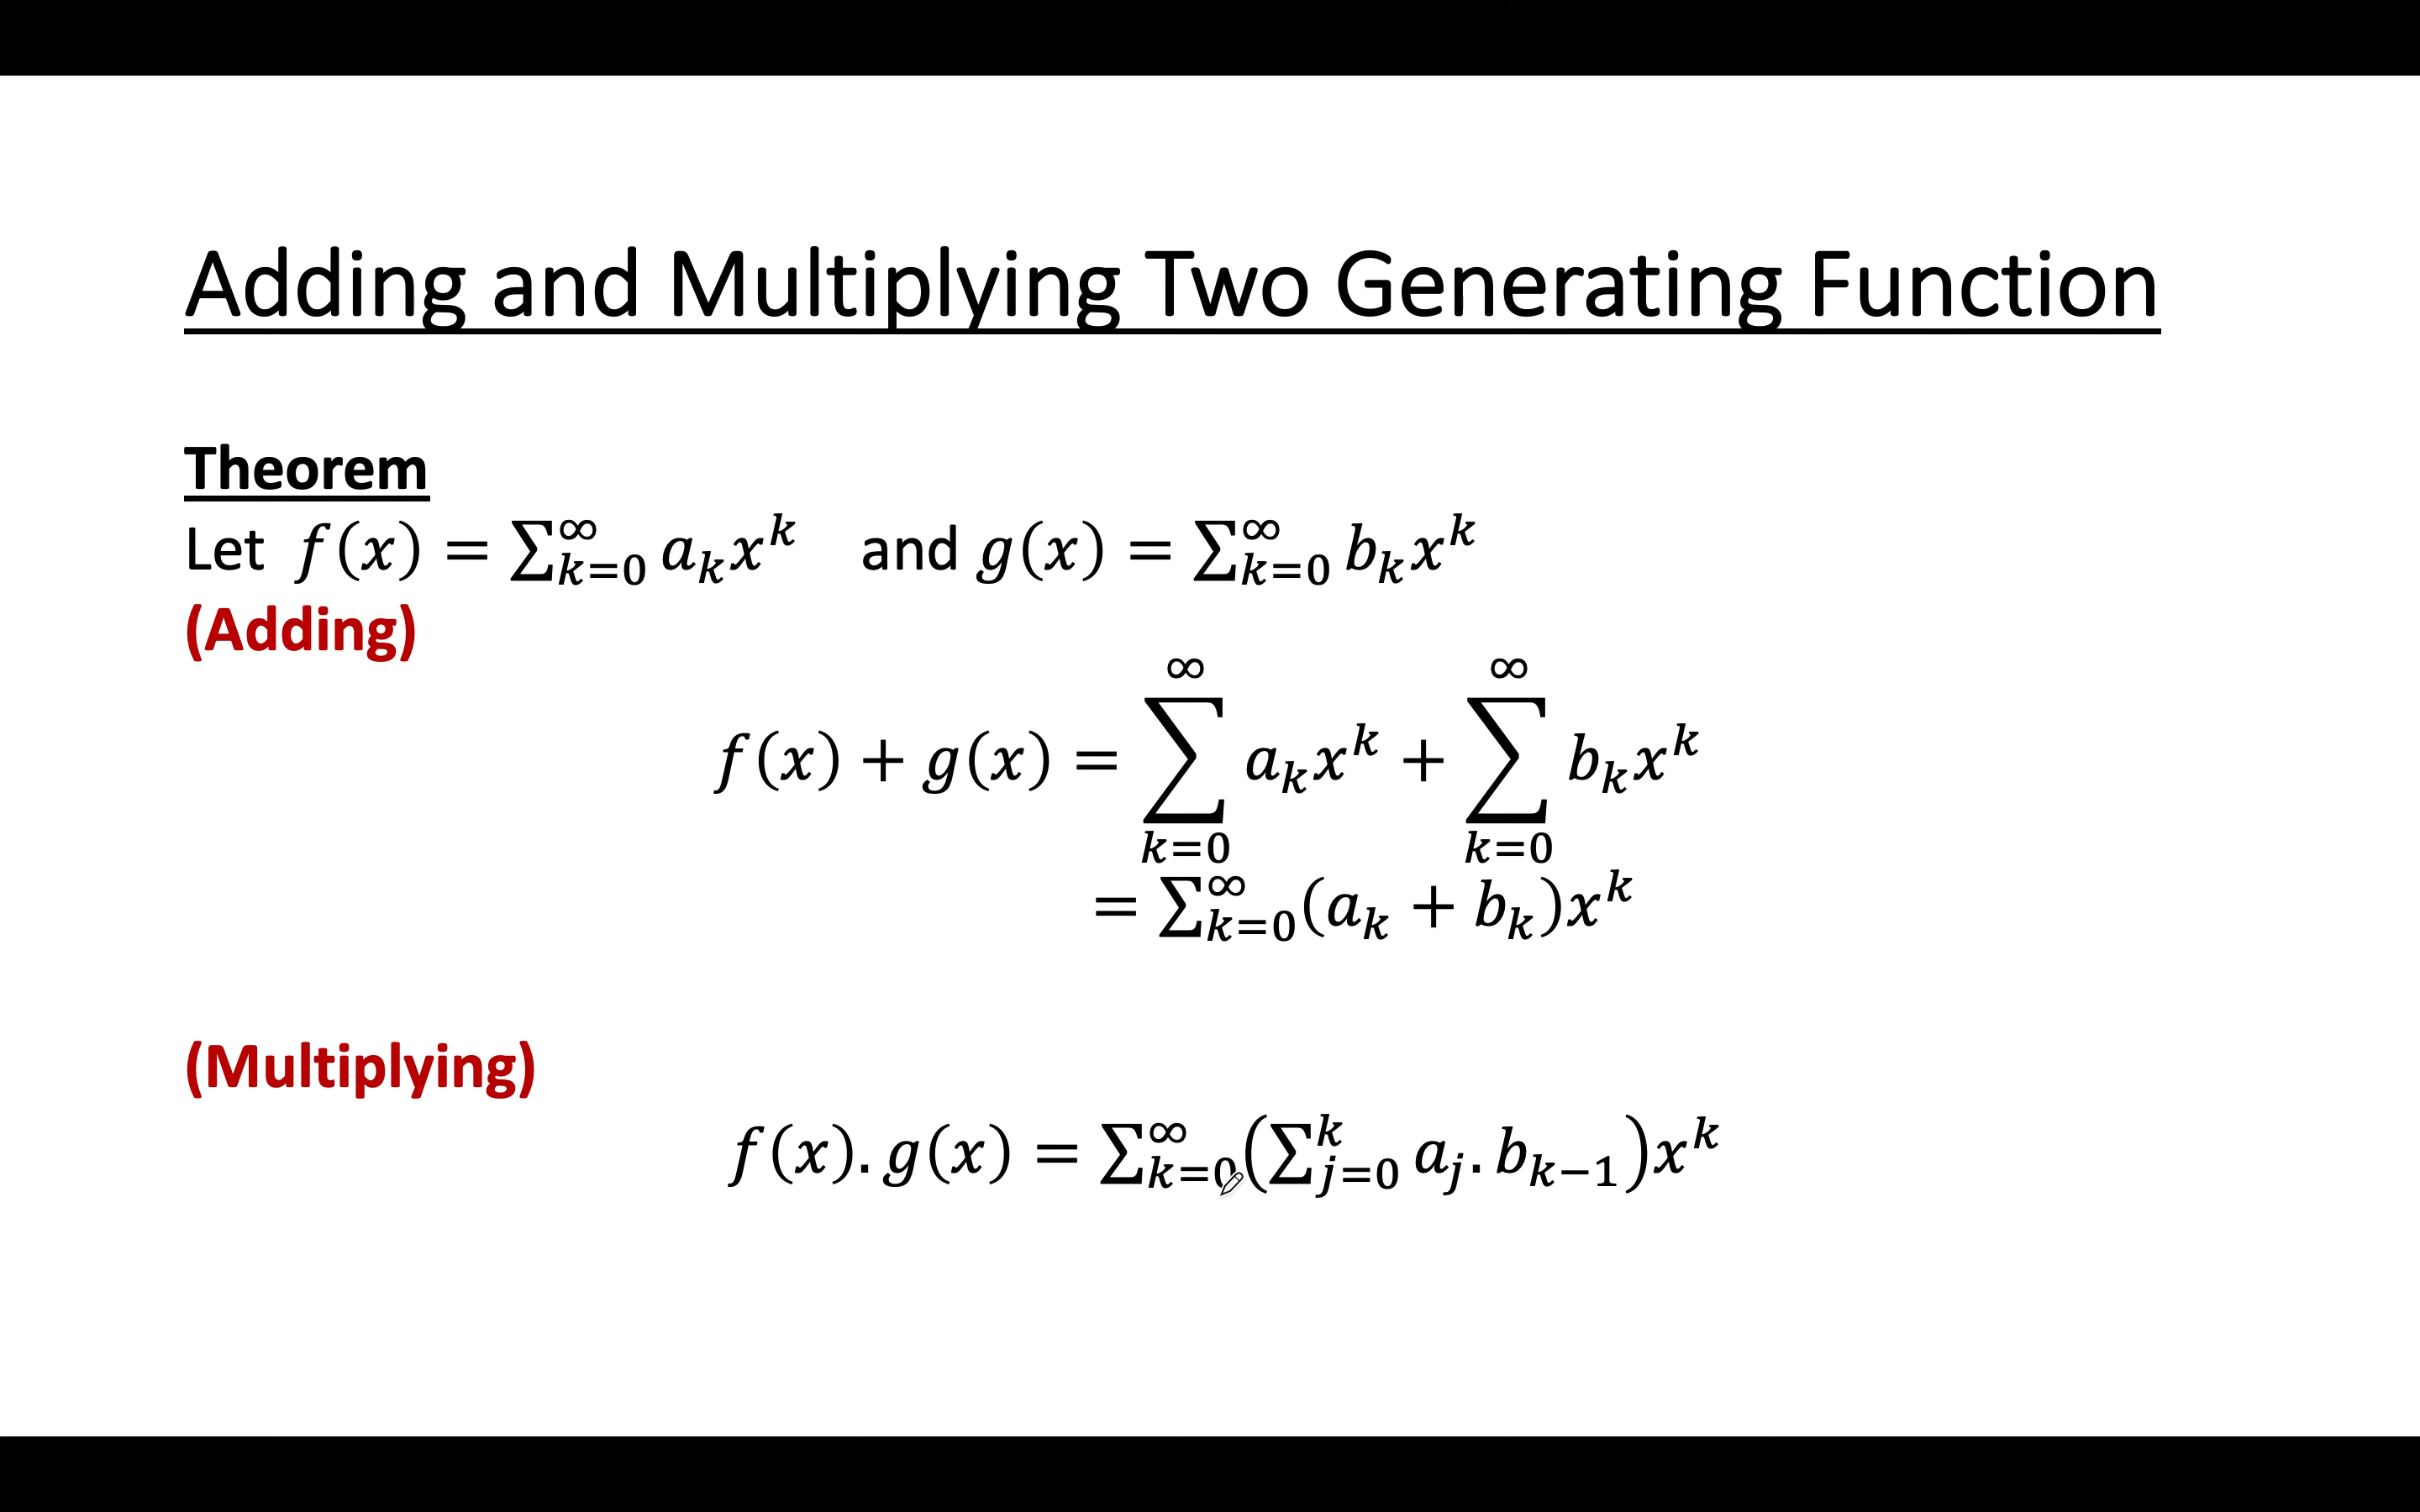 Adding and Multiplying Two Generating Function
Theorem
Let f(x) = ∑_{k=0}^{∞} a_k x^k and g(x) = ∑_{k=0}^{∞} b_k x^k
(Adding)
f(x) + g(x) = ∑_{k=0}^{∞} a_k x^k + ∑_{k=0}^{∞} b_k x^k
= ∑_{k=0}^{∞} (a_k + b_k) x^k
(Multiplying)
f(x). g(x) = ∑_{k=0}^{∞} (∑_{j=0}^{k} a_j. b_{k−1}) x^k